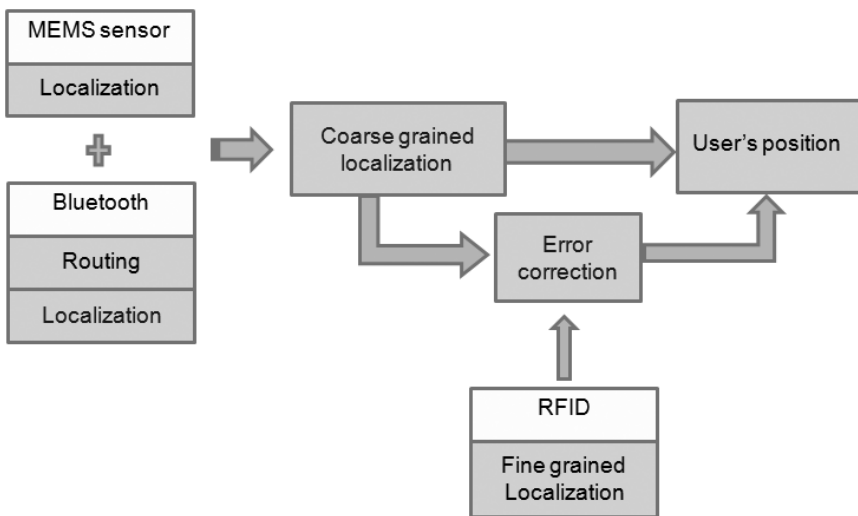 MEMS sensor
Localization
Bluetooth
Routing
Localization
Coarse grained
localization
User's position
Error
correction
RFID
Fine grained
Localization